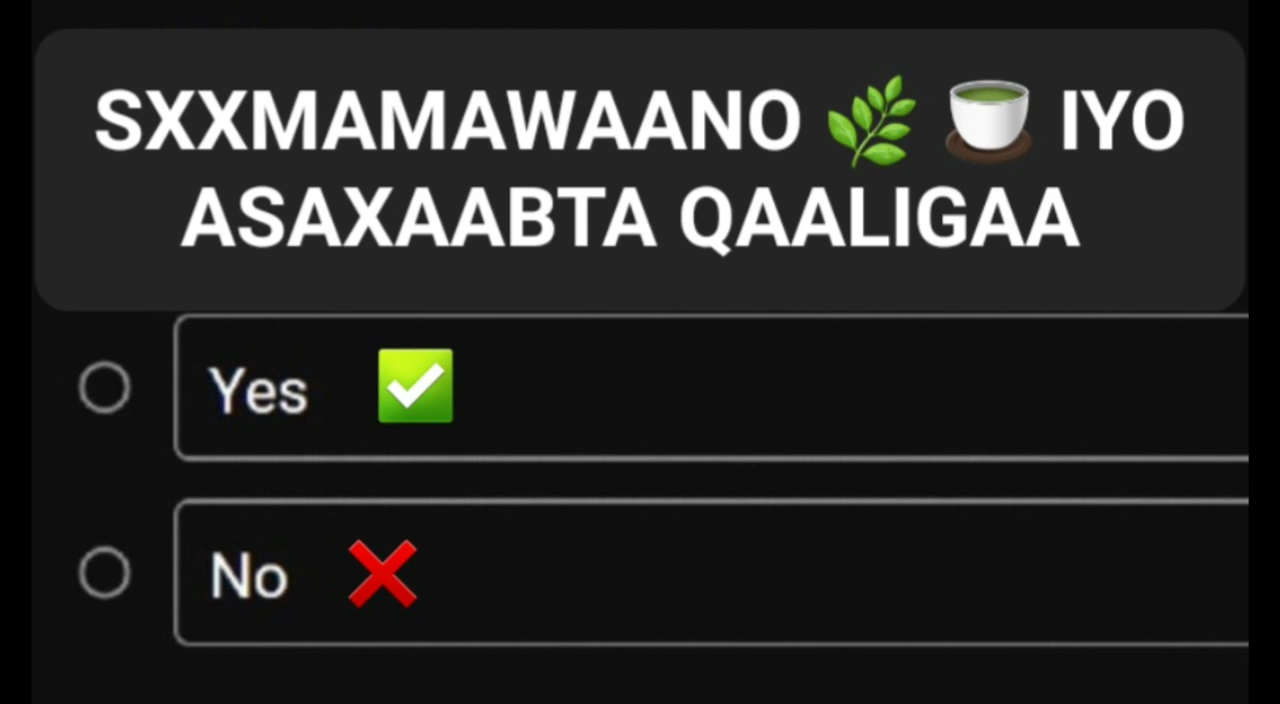 SXXMAMAWAANO 🌿 🍵 IYO
ASAXAABTA QAALIGAA
Yes ✅
No ❌